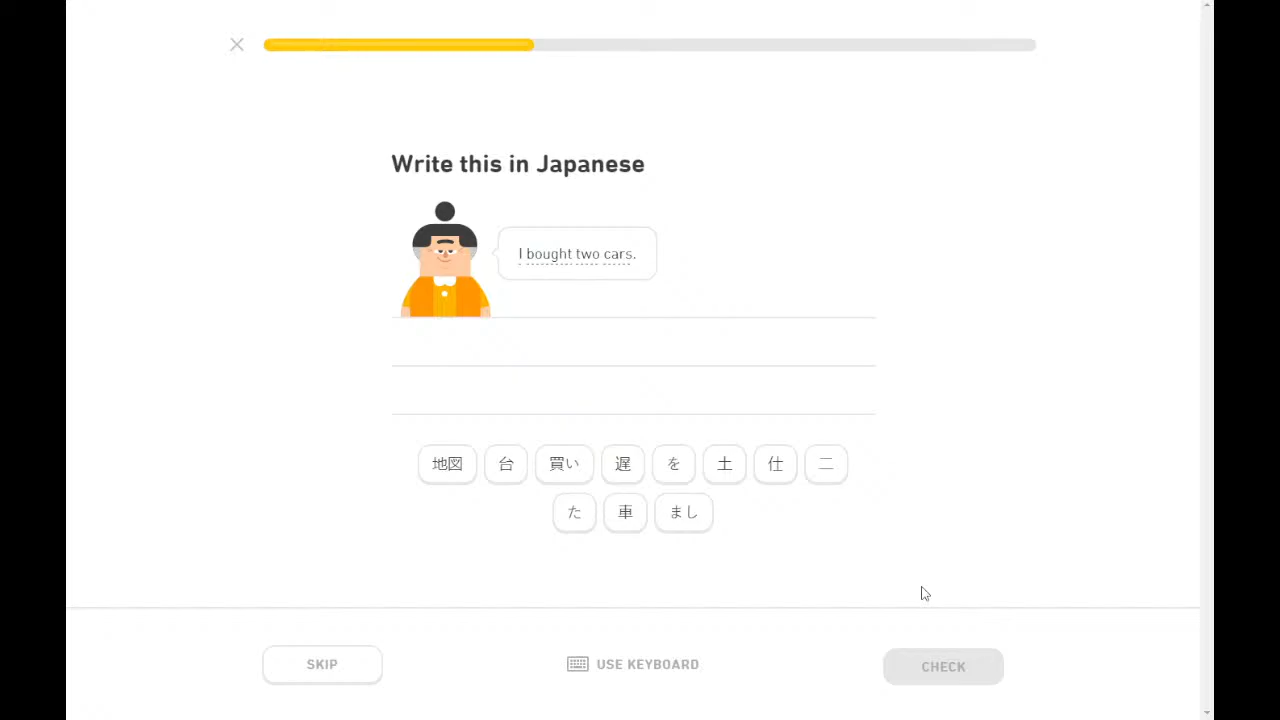 Write this in Japanese
I bought two cars.
地図 台 買い 遅 を 土 仕 二
た 車 まし
SKIP USE KEYBOARD CHECK